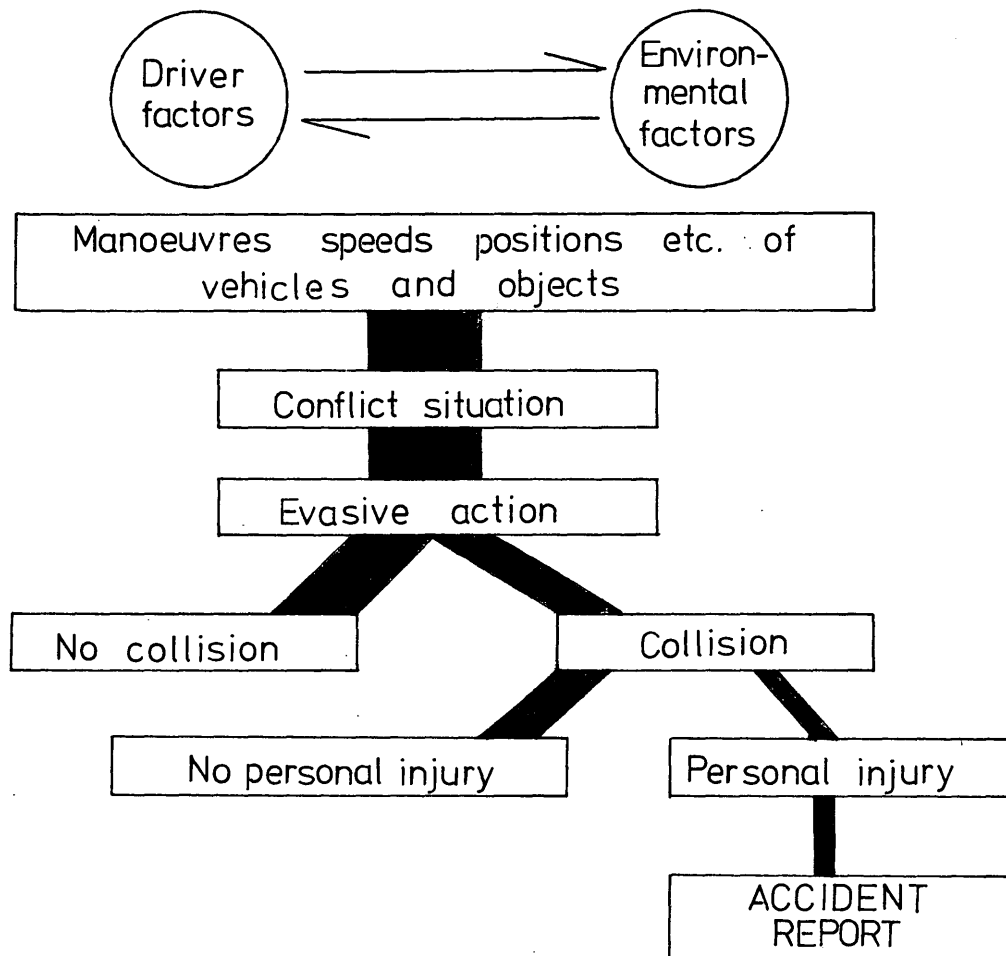 Driver
factors
Environ-
mental
factors
Manoeuvres speeds positions etc. of
vehicles and objects
Conflict situation
Evasive action
No collision
Collision
No personal injury
Personal injury
ACCIDENT
REPORT